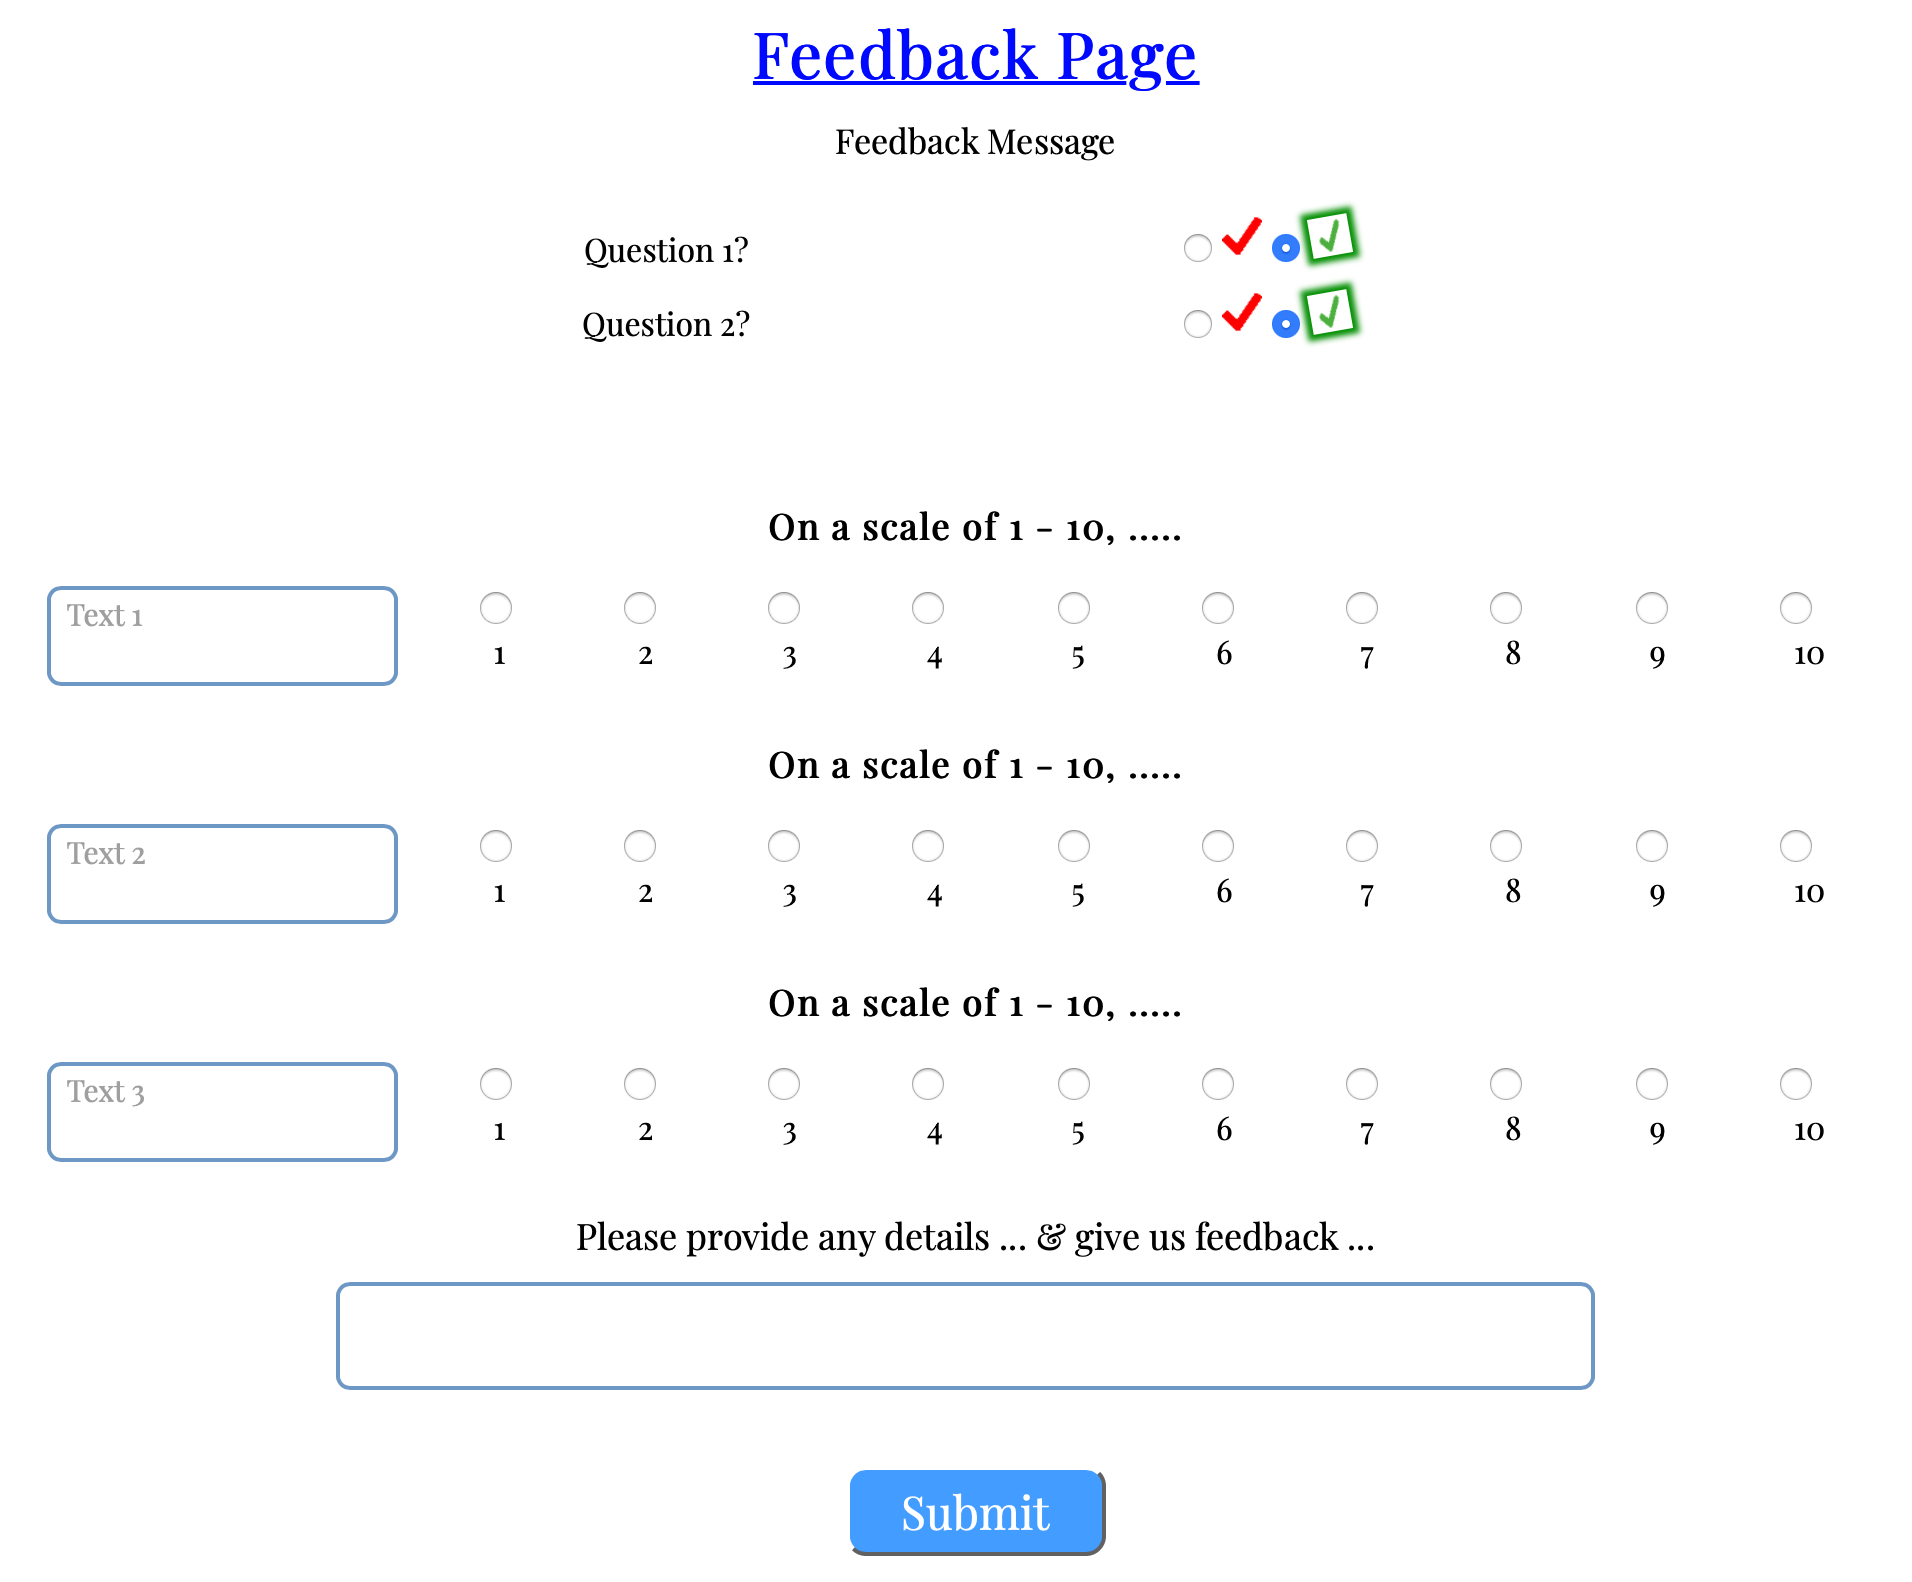 Feedback Page
Feedback Message
Question 1?
Question 2?
On a scale of 1 - 10, .....
Text 1
1 2 3 4 5 6 7 8 9 10
On a scale of 1 - 10, .....
Text 2
1 2 3 4 5 6 7 8 9 10
On a scale of 1 - 10, .....
Text 3
1 2 3 4 5 6 7 8 9 10
Please provide any details ... & give us feedback ...
Submit